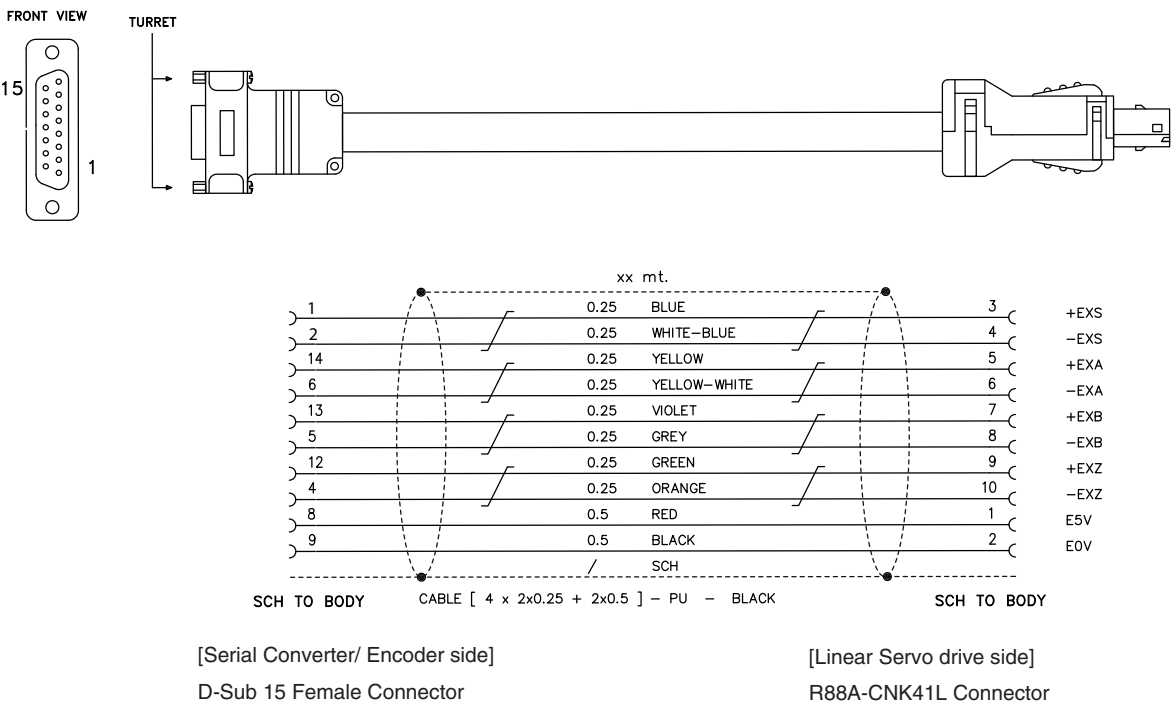 FRONT VIEW
TURRET
15
1
xx mt.
1 0.25 BLUE 3 +EXS
2 0.25 WHITE-BLUE 4 -EXS
14 0.25 YELLOW 5 +EXA
6 0.25 YELLOW-WHITE 6 -EXA
13 0.25 VIOLET 7 +EXB
5 0.25 GREY 8 -EXB
12 0.25 GREEN 9 +EXZ
4 0.25 ORANGE 10 -EXZ
8 0.5 RED 1 E5V
9 0.5 BLACK 2 E0V
/ SCH
SCH TO BODY CABLE [ 4 x 2x0.25 + 2x0.5 ] - PU - BLACK SCH TO BODY
[Serial Converter/ Encoder side] [Linear Servo drive side]
D-Sub 15 Female Connector R88A-CNK41L Connector